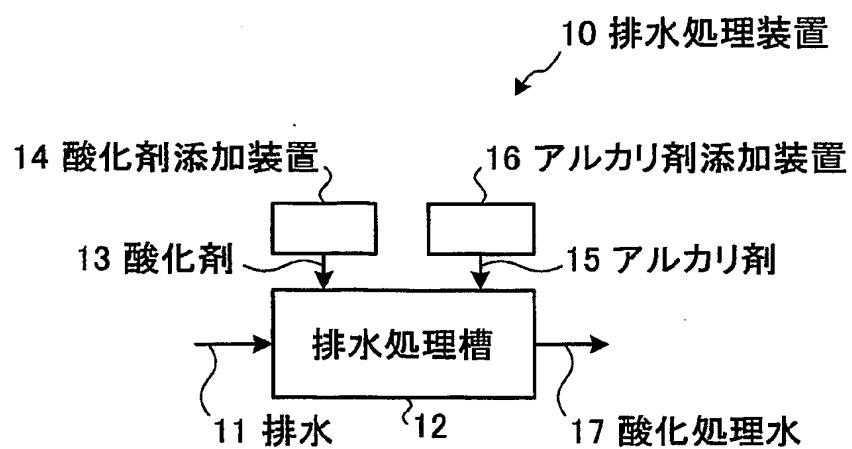 10 排水処理装置
14 酸化剤添加装置
16 アルカリ剤添加装置
13 酸化剤
15 アルカリ剤
排水処理槽
11 排水
12
17 酸化処理水